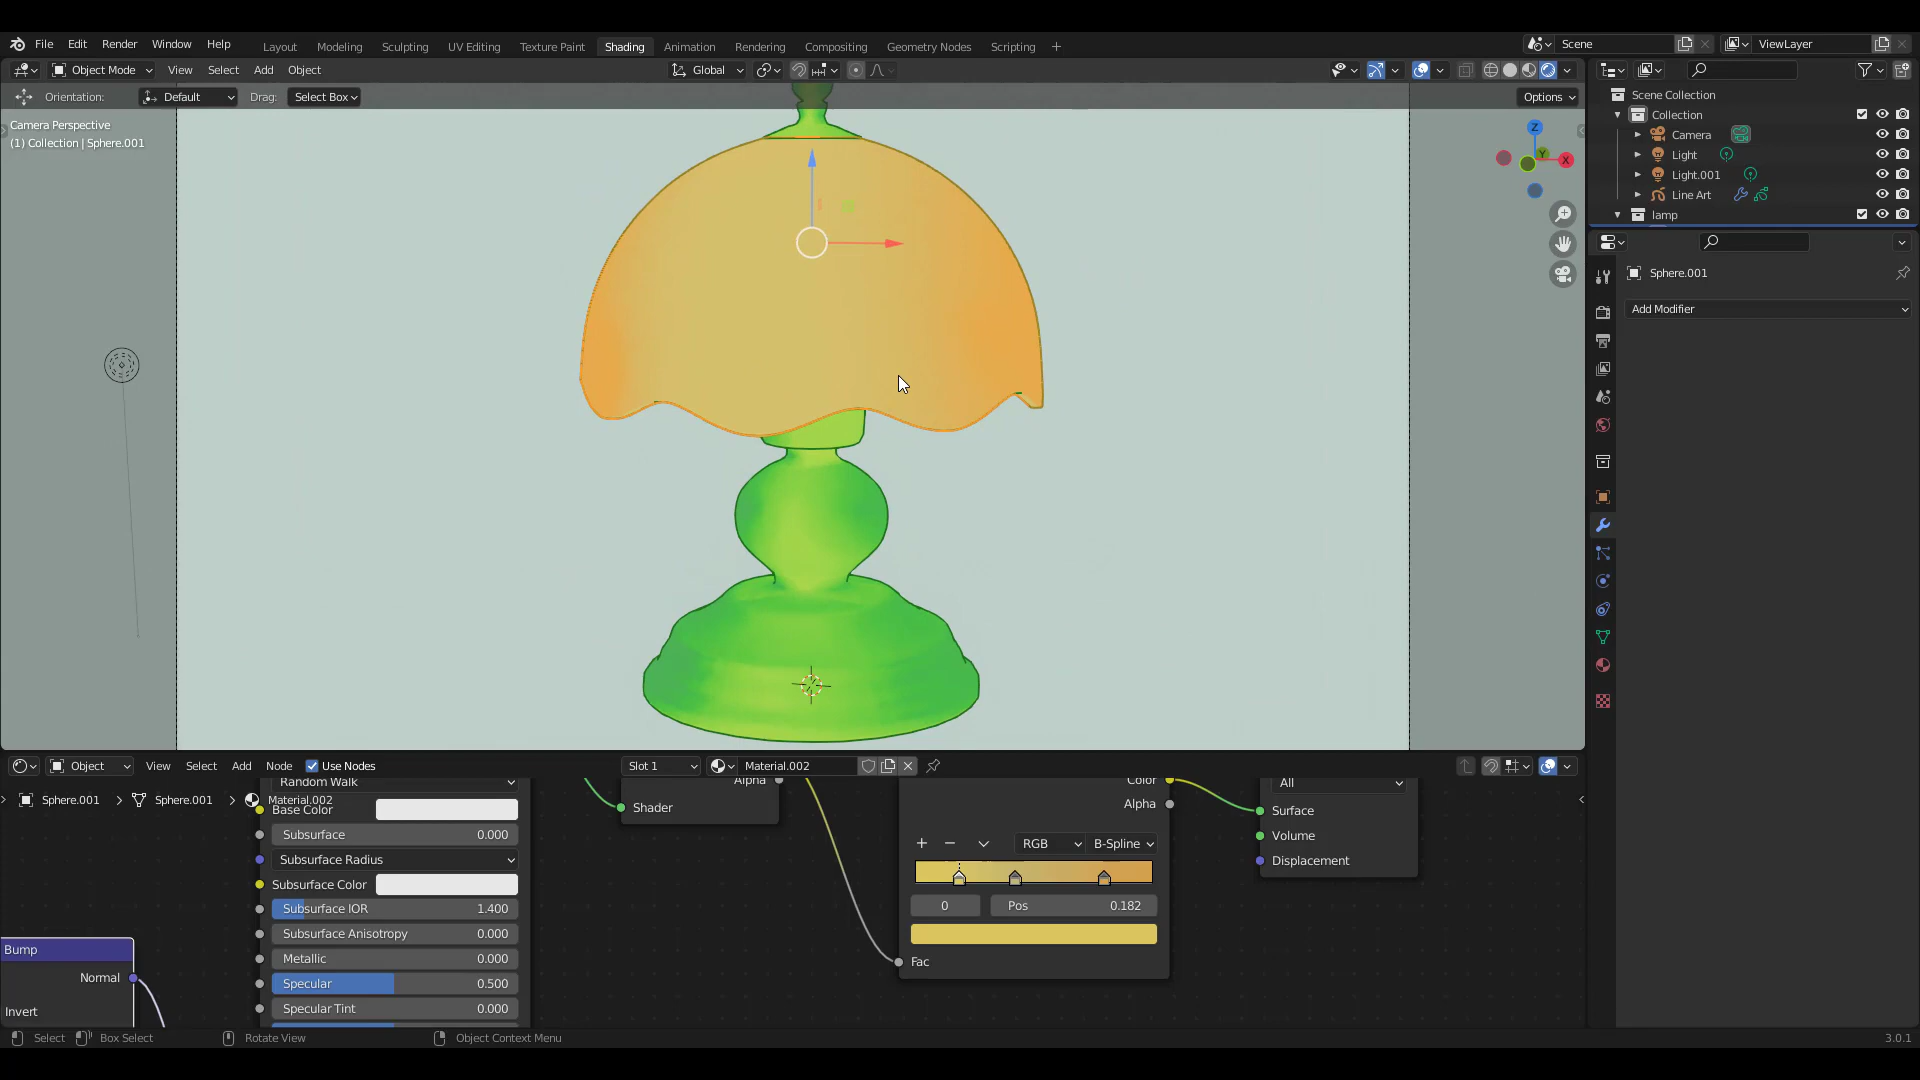 File Edit Render Window Help Layout Modeling Sculpting UV Editing Texture Paint Shading Animation Rendering Compositing Geometry Nodes Scripting + Scene ViewLayer
Object Mode View Select Add Object Global
Orientation: Default Drag: Select Box Options
Camera Perspective
(1) Collection | Sphere.001
Z
Y
X
Scene Collection
Collection
Camera
Light
Light.001
Line Art
lamp
Sphere.001
Add Modifier
Object View Select Add Node Use Nodes Slot 1 Material.002
Sphere.001 > Sphere.001 > Material.002
Random Walk
Base Color
Subsurface 0.000
Subsurface Radius
Subsurface Color
Subsurface IOR 1.400
Subsurface Anisotropy 0.000
Metallic 0.000
Specular 0.500
Specular Tint 0.000
Bump
Normal
Invert
Alpha
Shader
Color
Alpha
RGB B-Spline
0 Pos 0.182
Fac
All
Surface
Volume
Displacement
Select Box Select Rotate View Object Context Menu 3.0.1